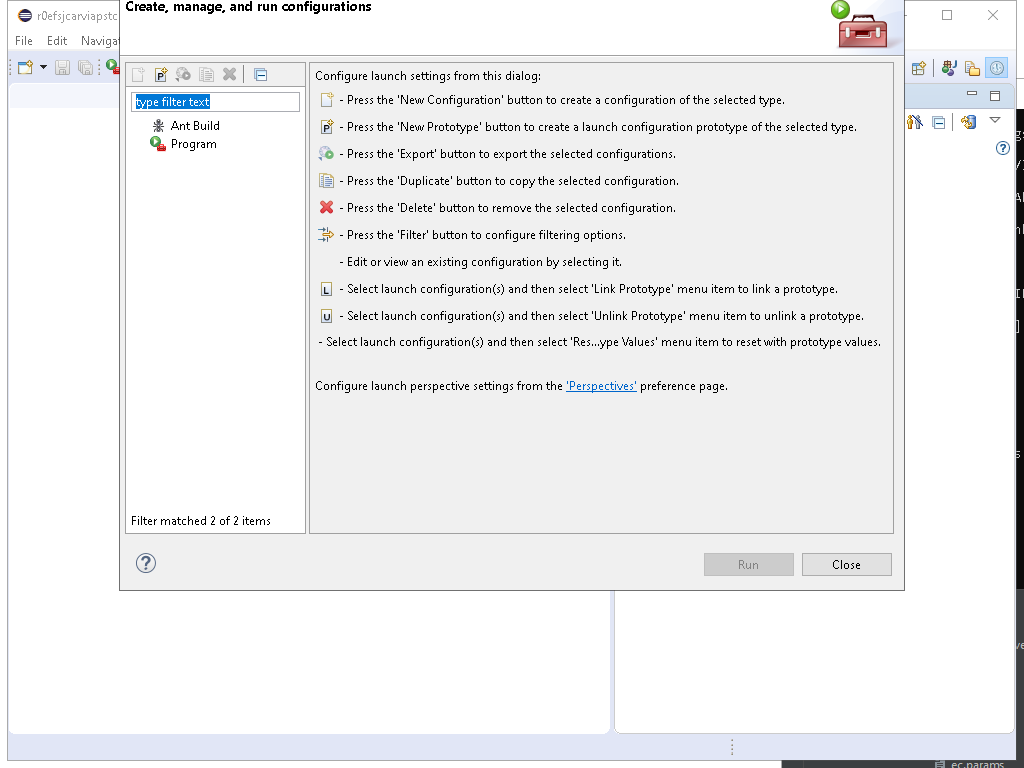 Create, manage, and run configurations
r0efsjcarviapstc
File Edit Naviga
type filter text
Ant Build
Program
Filter matched 2 of 2 items
Configure launch settings from this dialog:
- Press the 'New Configuration' button to create a configuration of the selected type.
- Press the 'New Prototype' button to create a launch configuration prototype of the selected type.
- Press the 'Export' button to export the selected configurations.
- Press the 'Duplicate' button to copy the selected configuration.
- Press the 'Delete' button to remove the selected configuration.
- Press the 'Filter' button to configure filtering options.
- Edit or view an existing configuration by selecting it.
L - Select launch configuration(s) and then select 'Link Prototype' menu item to link a prototype.
U - Select launch configuration(s) and then select 'Unlink Prototype' menu item to unlink a prototype.
- Select launch configuration(s) and then select 'Res...ype Values' menu item to reset with prototype values.
Configure launch perspective settings from the 'Perspectives' preference page.
Run Close
ec.params